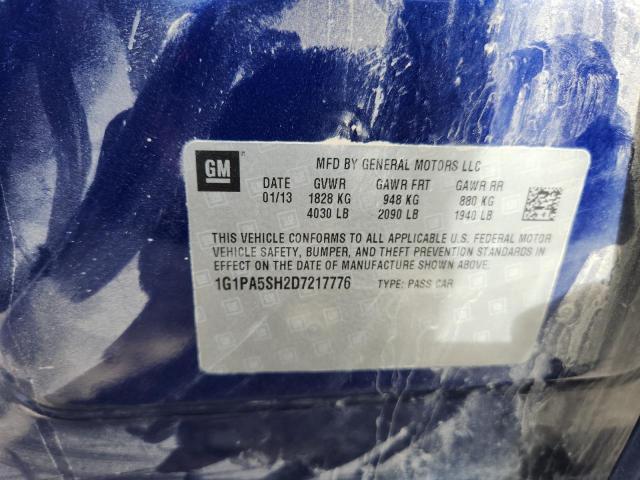 GM
MFD BY GENERAL MOTORS LLC
DATE GVWR GAWR FRT GAWR RR
01/13 1828 KG 948 KG 880 KG
4030 LB 2090 LB 1940 LB
THIS VEHICLE CONFORMS TO ALL APPLICABLE U.S. FEDERAL MOTOR
VEHICLE SAFETY, BUMPER, AND THEFT PREVENTION STANDARDS IN
EFFECT ON THE DATE OF MANUFACTURE SHOWN ABOVE.
1G1PA5SH2D7217776 TYPE: PASS CAR